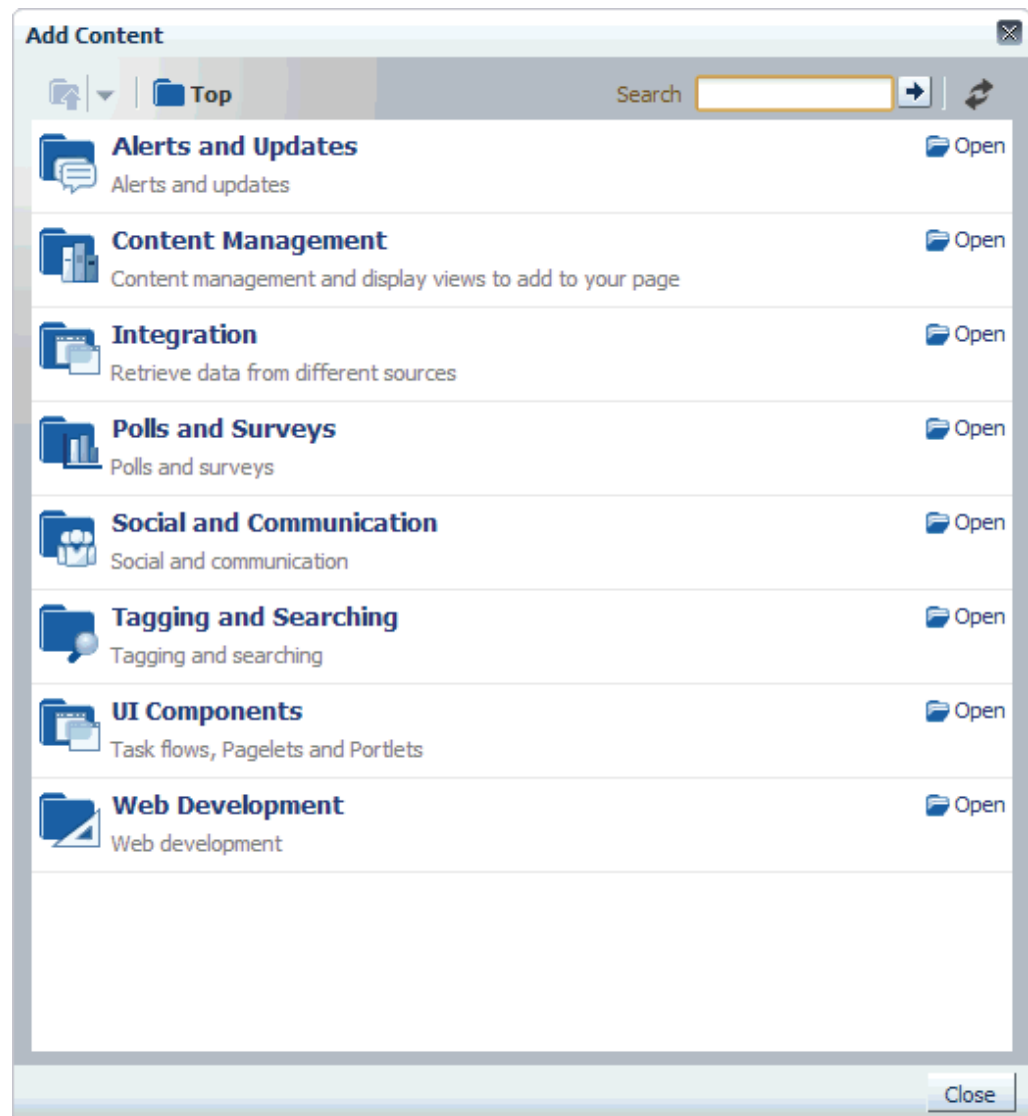 Add Content
Top Search
Alerts and Updates Open
Alerts and updates
Content Management Open
Content management and display views to add to your page
Integration Open
Retrieve data from different sources
Polls and Surveys Open
Polls and surveys
Social and Communication Open
Social and communication
Tagging and Searching Open
Tagging and searching
UI Components Open
Task flows, Pagelets and Portlets
Web Development Open
Web development
Close